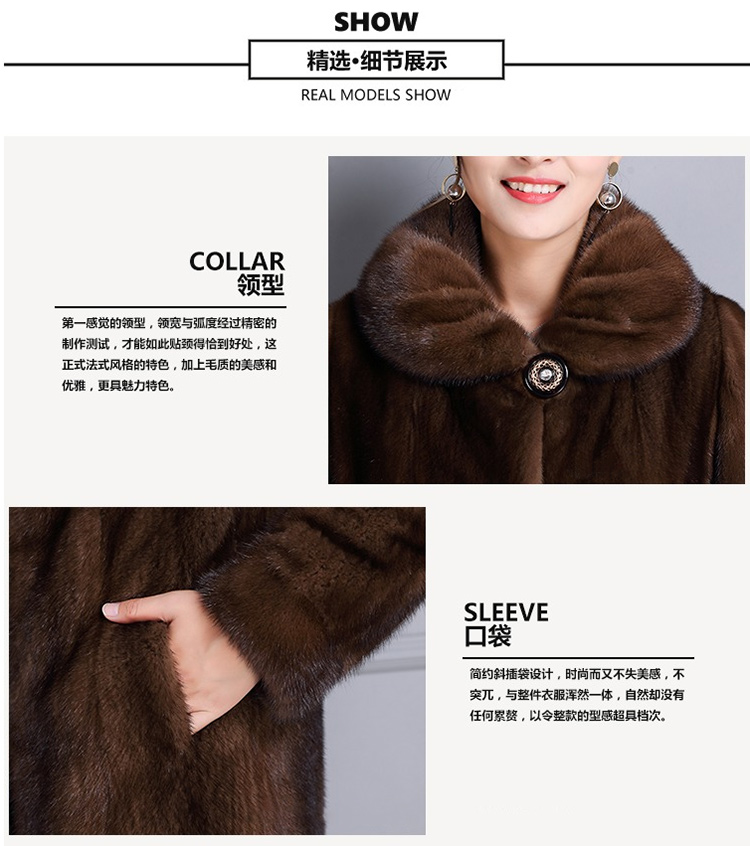 SHOW
精选·细节展示
REAL MODELS SHOW
COLLAR
领型
第一感觉的领型，领宽与弧度经过精密的
制作测试，才能如此贴颈得恰到好处，这
正式法式风格的特色，加上毛质的美感和
优雅，更具魅力特色。
SLEEVE
口袋
简约斜插袋设计，时尚而又不失美感，不
突兀，与整件衣服浑然一体，自然却没有
任何累赘，以令整款的型感超具档次。